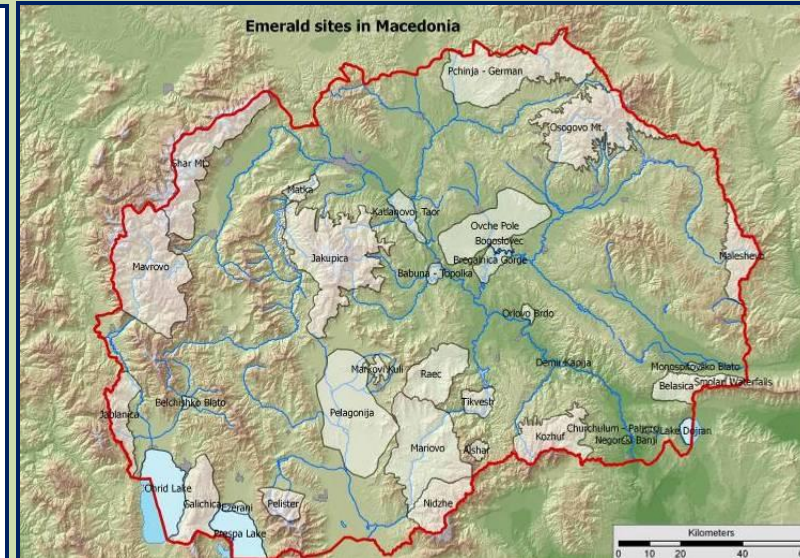 Emerald sites in Macedonia
Pchinja - German
Osogovo Mt.
Shar Mt.
Matka
Katlanovo- Taor
Ovche Pole
Bogoslovec
Jakupica
Mavrovo
Babuna - Topolka
Bregalnica Gorge
Maleshevo
Orlovo Brdo
Markovi Kuli
Raec
Demir Kapija
Monospitovsko Blato
Belasica
Smolari Waterfalls
Jablanica
Belchishko Blato
Pelagonija
Tikvesh
Mariovo
Alshar
Kozhuf
Negorski Banji
Lake Dojran
Ohrid Lake
Galichica
Ezerani
Prespa Lake
Pelister
Nidzhe
Kilometers
0 10 20 40